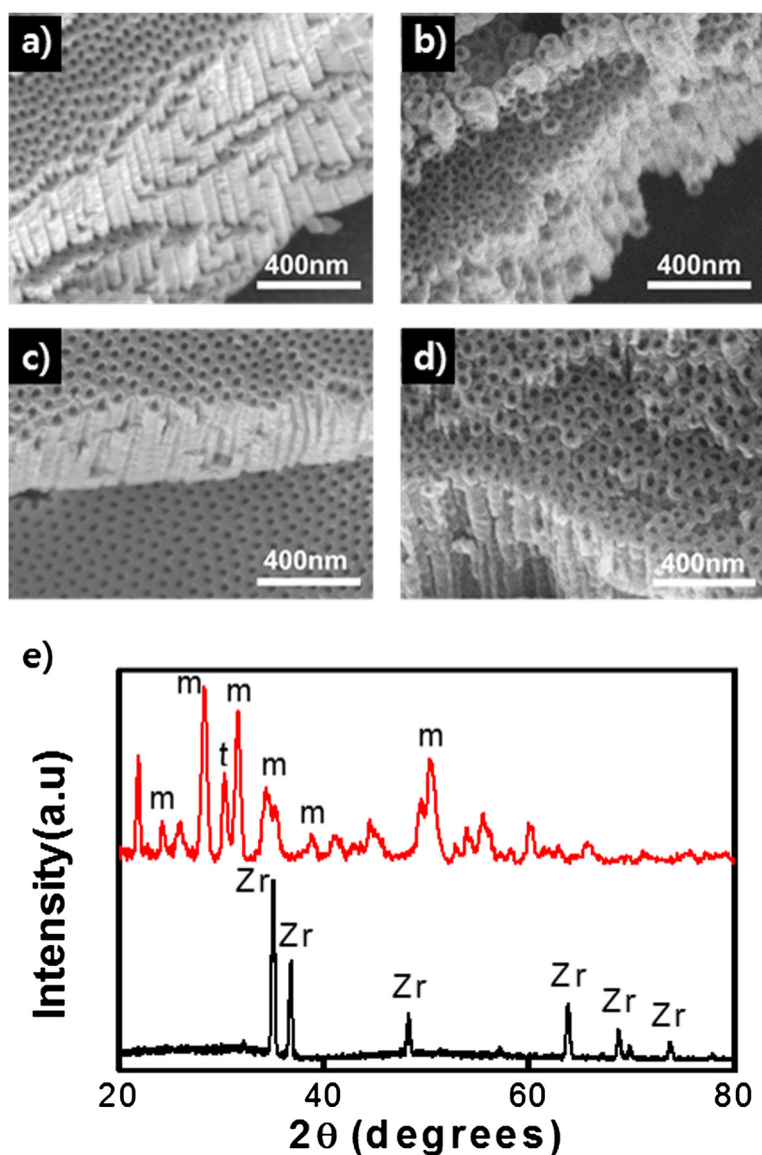 a)
b)
400nm
400nm
c)
d)
400nm
400nm
e)
m
m
t
m
m
m
m
Zr
Zr
Zr
Zr
Zr
Zr
Intensity(a.u)
20
40
60
80
2θ (degrees)